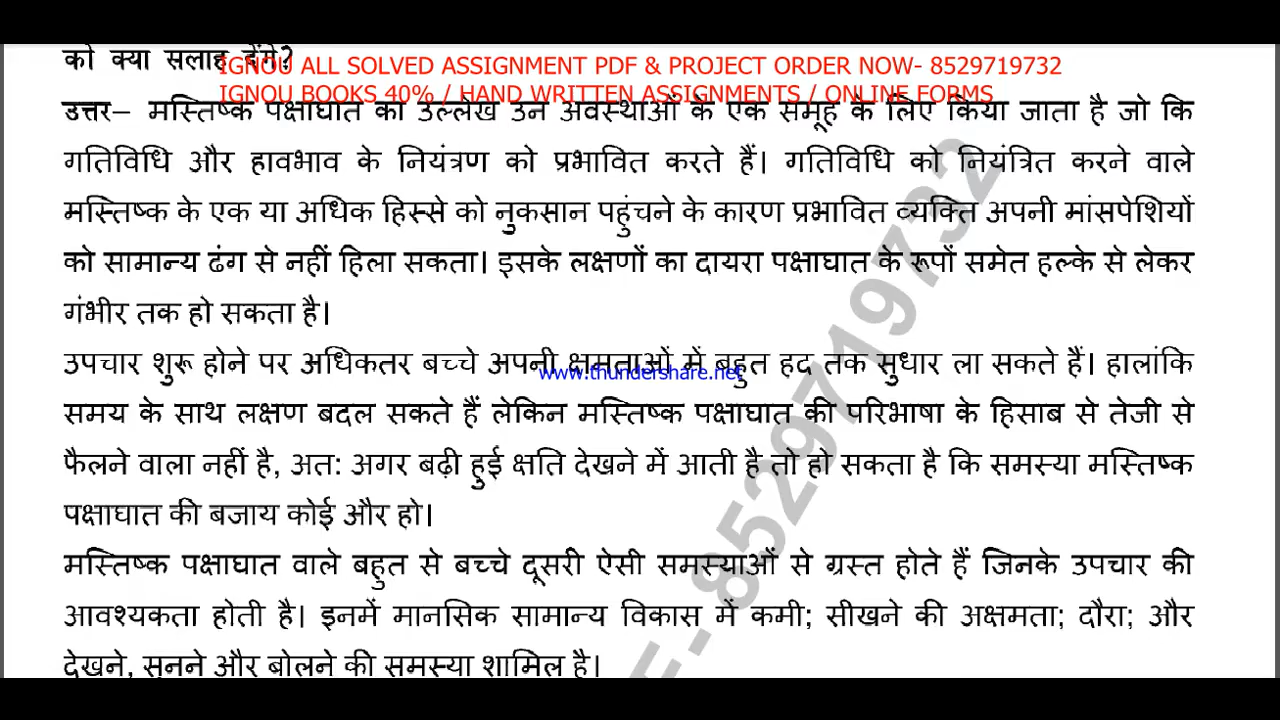 को क्या सलाह देंगे?
IGNOU ALL SOLVED ASSIGNMENT PDF & PROJECT ORDER NOW- 8529719732
IGNOU BOOKS 40% / HAND WRITTEN ASSIGNMENTS / ONLINE FORMS
उत्तर– मस्तिष्क पक्षाघात का उल्लेख उन अवस्थाओं के एक समूह के लिए किया जाता है जो कि
गतिविधि और हावभाव के नियंत्रण को प्रभावित करते हैं। गतिविधि को नियंत्रित करने वाले
मस्तिष्क के एक या अधिक हिस्से को नुकसान पहुंचने के कारण प्रभावित व्यक्ति अपनी मांसपेशियों
को सामान्य ढंग से नहीं हिला सकता। इसके लक्षणों का दायरा पक्षाघात के रूपों समेत हल्के से लेकर
गंभीर तक हो सकता है।
उपचार शुरू होने पर अधिकतर बच्चे अपनी क्षमताओं में बहुत हद तक सुधार ला सकते हैं। हालांकि
www.thundershare.net
समय के साथ लक्षण बदल सकते हैं लेकिन मस्तिष्क पक्षाघात की परिभाषा के हिसाब से तेजी से
फैलने वाला नहीं है, अत: अगर बढ़ी हुई क्षति देखने में आती है तो हो सकता है कि समस्या मस्तिष्क
पक्षाघात की बजाय कोई और हो।
मस्तिष्क पक्षाघात वाले बहुत से बच्चे दूसरी ऐसी समस्याओं से ग्रस्त होते हैं जिनके उपचार की
आवश्यकता होती है। इनमें मानसिक सामान्य विकास में कमी; सीखने की अक्षमता; दौरा; और
देखने, सुनने और बोलने की समस्या शामिल है।
8529719732